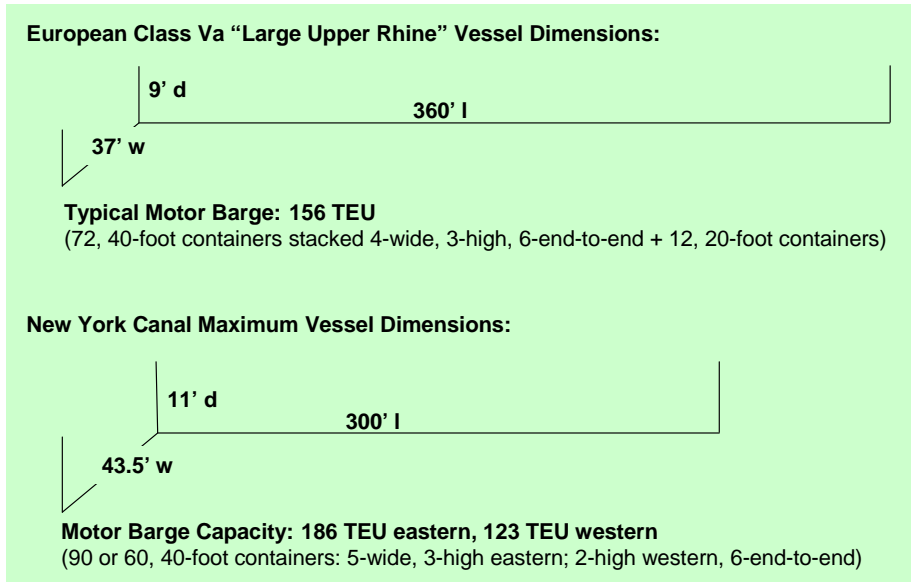 European Class Va “Large Upper Rhine” Vessel Dimensions:
9’ d
360’ l
37’ w
Typical Motor Barge: 156 TEU
(72, 40-foot containers stacked 4-wide, 3-high, 6-end-to-end + 12, 20-foot containers)
New York Canal Maximum Vessel Dimensions:
11’ d
300’ l
43.5’ w
Motor Barge Capacity: 186 TEU eastern, 123 TEU western
(90 or 60, 40-foot containers: 5-wide, 3-high eastern; 2-high western, 6-end-to-end)